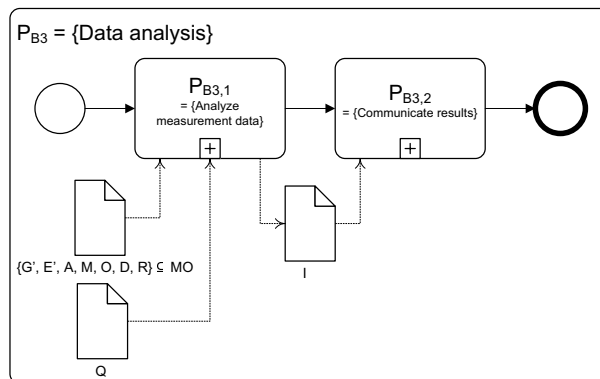 P_B3 = {Data analysis}
P_B3,1
= {Analyze
measurement data}
+
P_B3,2
= {Communicate results}
+
{G’, E’, A, M, O, D, R} ⊆ MO
I
Q